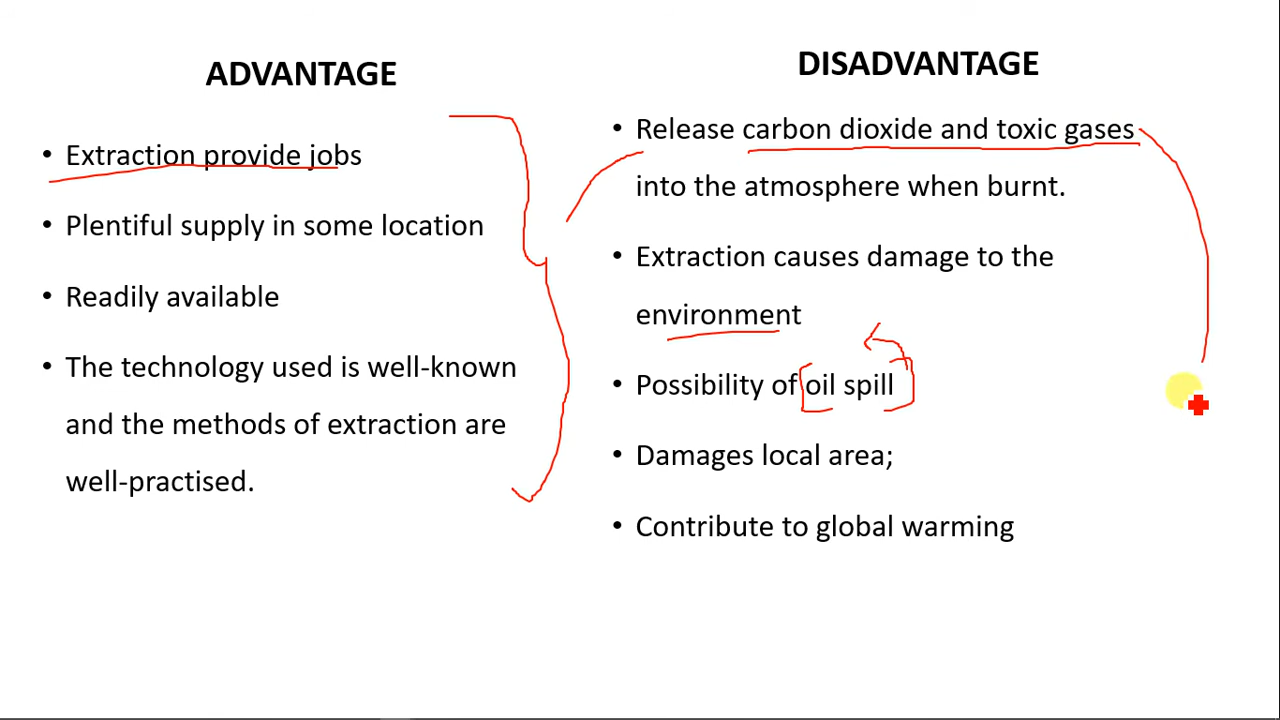 ADVANTAGE
• Extraction provide jobs
• Plentiful supply in some location
• Readily available
• The technology used is well-known
and the methods of extraction are
well-practised.
DISADVANTAGE
• Release carbon dioxide and toxic gases
into the atmosphere when burnt.
• Extraction causes damage to the
environment
• Possibility of oil spill
• Damages local area;
• Contribute to global warming